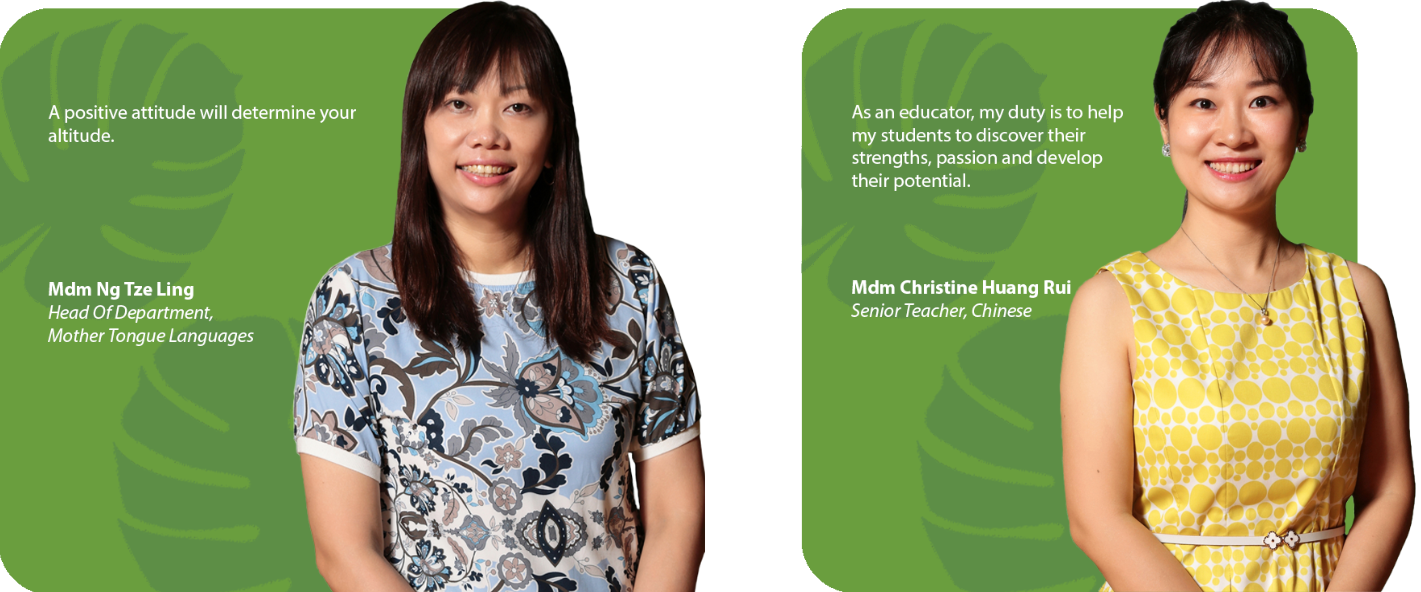 A positive attitude will determine your
altitude.
Mdm Ng Tze Ling
Head Of Department,
Mother Tongue Languages
As an educator, my duty is to help
my students to discover their
strengths, passion and develop
their potential.
Mdm Christine Huang Rui
Senior Teacher, Chinese